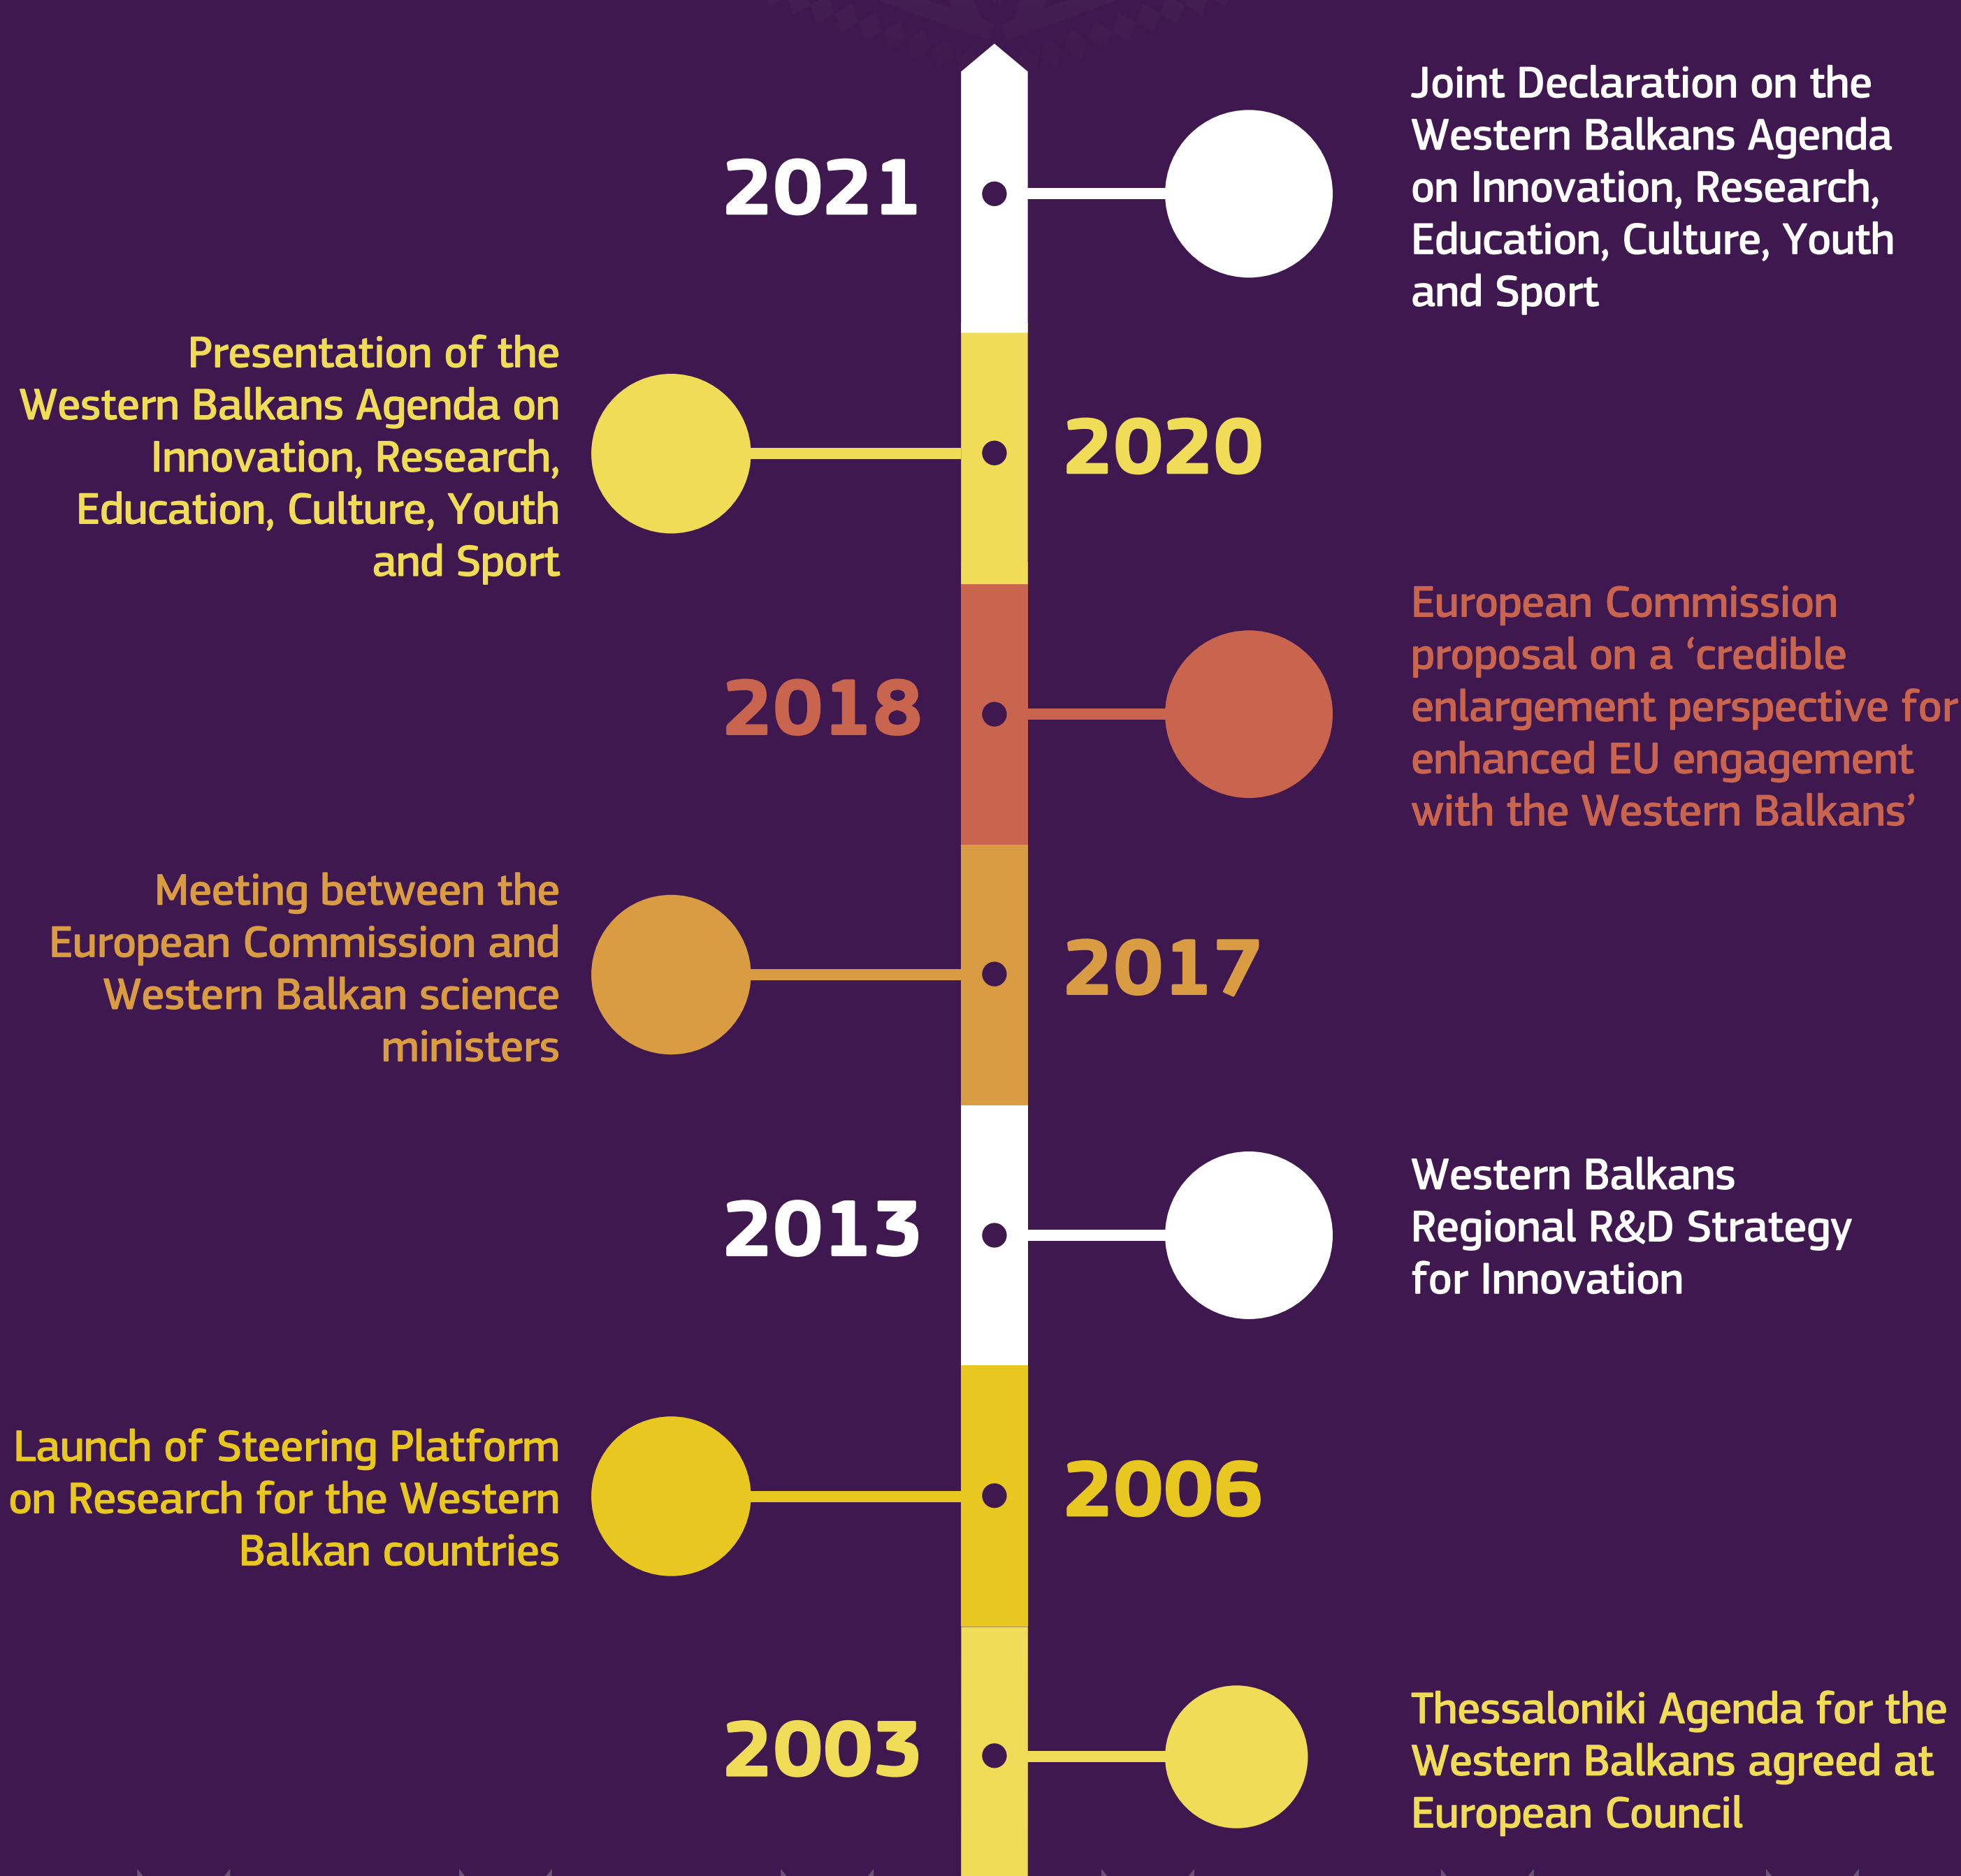 2021
Joint Declaration on the
Western Balkans Agenda
on Innovation, Research,
Education, Culture, Youth
and Sport
Presentation of the
Western Balkans Agenda on
Innovation, Research,
Education, Culture, Youth
and Sport
2020
2018
European Commission
proposal on a ‘credible
enlargement perspective for
enhanced EU engagement
with the Western Balkans’
Meeting between the
European Commission and
Western Balkan science
ministers
2017
2013
Western Balkans
Regional R&D Strategy
for Innovation
Launch of Steering Platform
on Research for the Western
Balkan countries
2006
2003
Thessaloniki Agenda for the
Western Balkans agreed at
European Council